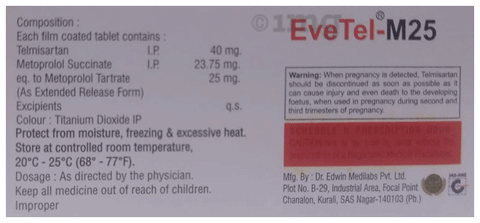 Composition :
Each film coated tablet contains :
Telmisartan I.P. 40 mg.
Metoprolol Succinate I.P. 23.75 mg.
eq. to Metoprolol Tartrate 25 mg.
(As Extended Release Form)
Excipients q.s.
Colour : Titanium Dioxide IP
Protect from moisture, freezing & excessive heat.
Store at controlled room temperature,
20°C - 25°C (68° - 77°F).
Dosage : As directed by the physician.
Keep all medicine out of reach of children.
Improper
1mg
EveTel®-M25
Warning: When pregnancy is detected, Telmisartan
should be discontinued as soon as possible as it
can cause injury and even death to the developing
foetus, when used in pregnancy during second and
third trimesters of pregnancy.
SCHEDULE H PRESCRIPTION DRUG
Mfg. By : Dr. Edwin Medilabs Pvt. Ltd.
Plot No. B-29, Industrial Area, Focal Point
Chanalon, Kurali, SAS Nagar-140103 (Pb.)